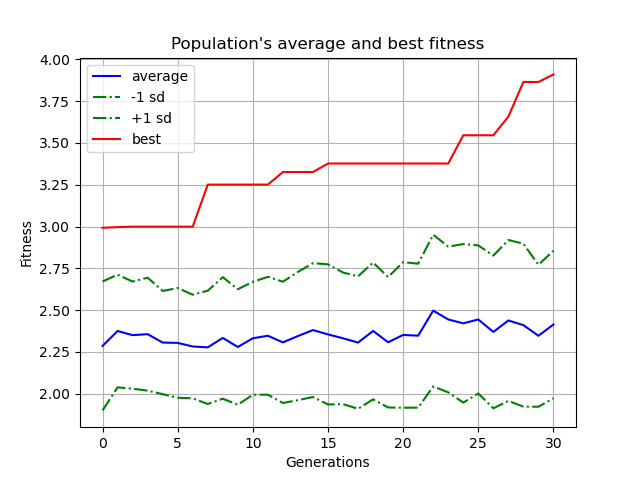 Population's average and best fitness
4.00
3.75
3.50
3.25
3.00
2.75
2.50
2.25
2.00
Fitness
average
-1 sd
+1 sd
best
0 5 10 15 20 25 30
Generations